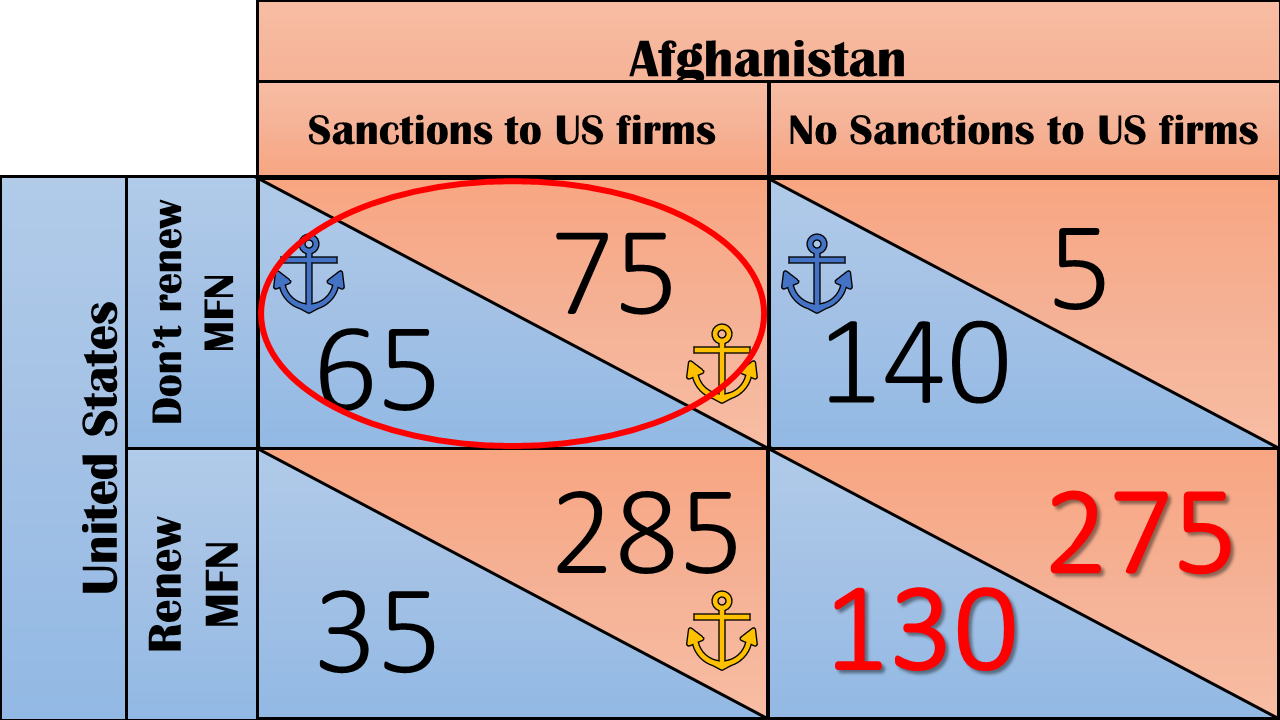 Afghanistan
Sanctions to US firms
No Sanctions to US firms
United States
Don't renew
MFN
75
65
5
140
Renew
MFN
285
35
275
130